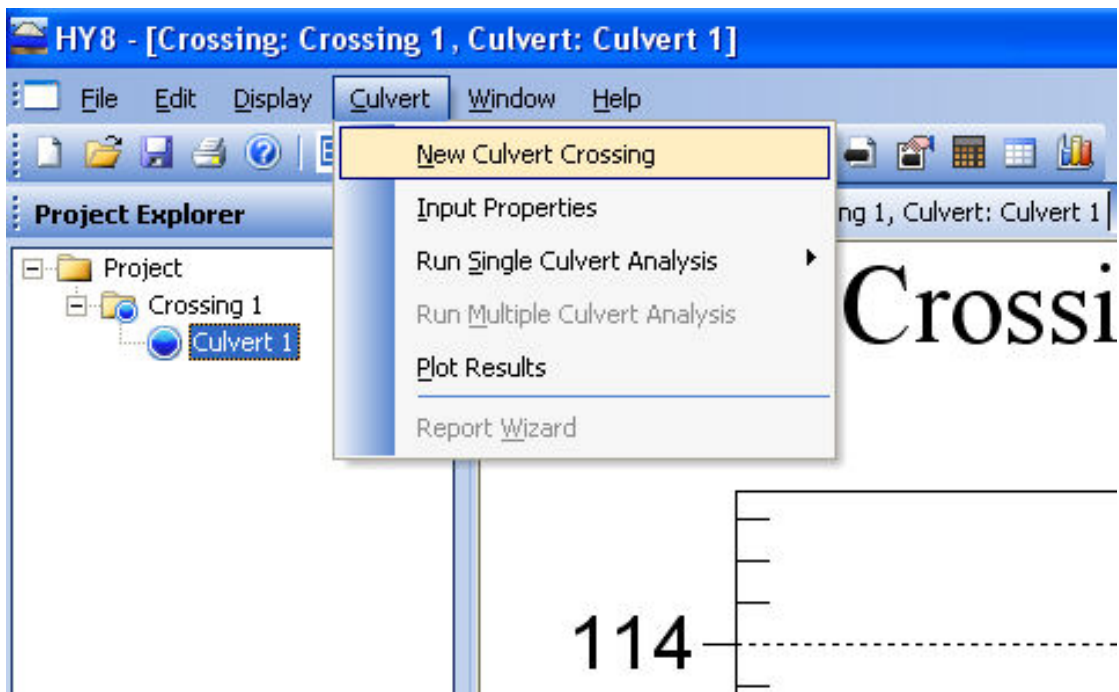 HY8 - [Crossing: Crossing 1, Culvert: Culvert 1]
File Edit Display Culvert Window Help
New Culvert Crossing
Project Explorer
Input Properties
ng 1, Culvert: Culvert 1
Project
Run Single Culvert Analysis
Crossi
Crossing 1
Run Multiple Culvert Analysis
Culvert 1
Plot Results
Report Wizard
114